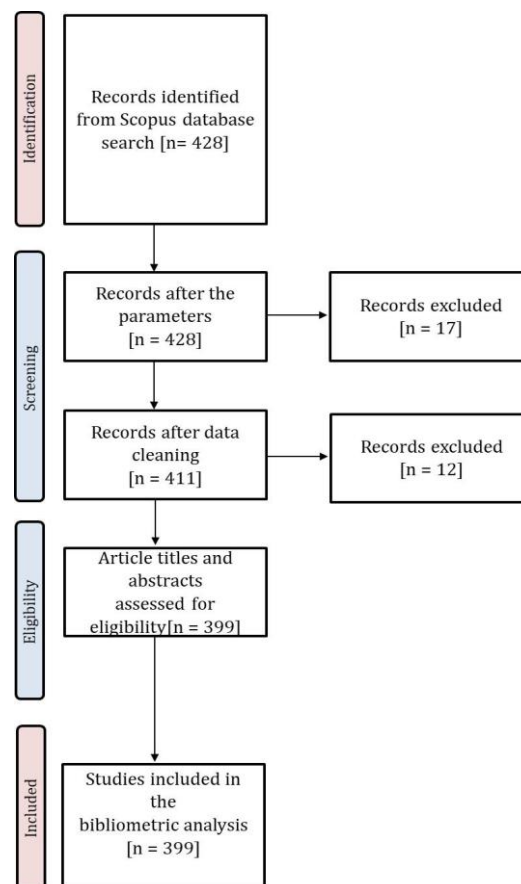 Identification
Records identified
from Scopus database
search [n= 428]
Screening
Records after the
parameters
[n = 428]
Records excluded
[n = 17]
Records after data
cleaning
[n = 411]
Records excluded
[n = 12]
Eligibility
Article titles and
abstracts
assessed for
eligibility[n = 399]
Included
Studies included in
the
bibliometric analysis
[n = 399]